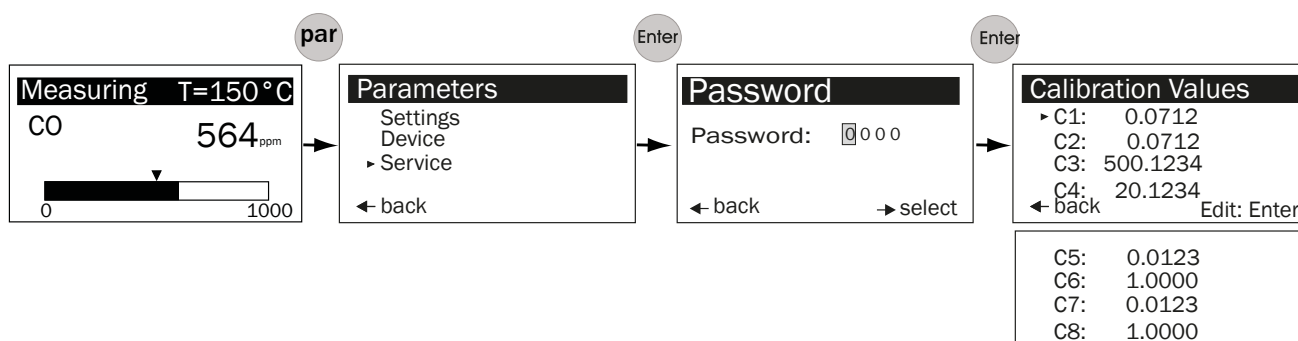 par
Enter
Enter
Measuring T=150°C
CO 564 ppm
0 1000
Parameters
Settings
Device
► Service
← back
Password
Password: 0000
← back → select
Calibration Values
► C1: 0.0712
C2: 0.0712
C3: 500.1234
C4: 20.1234
← back Edit: Enter
C5: 0.0123
C6: 1.0000
C7: 0.0123
C8: 1.0000